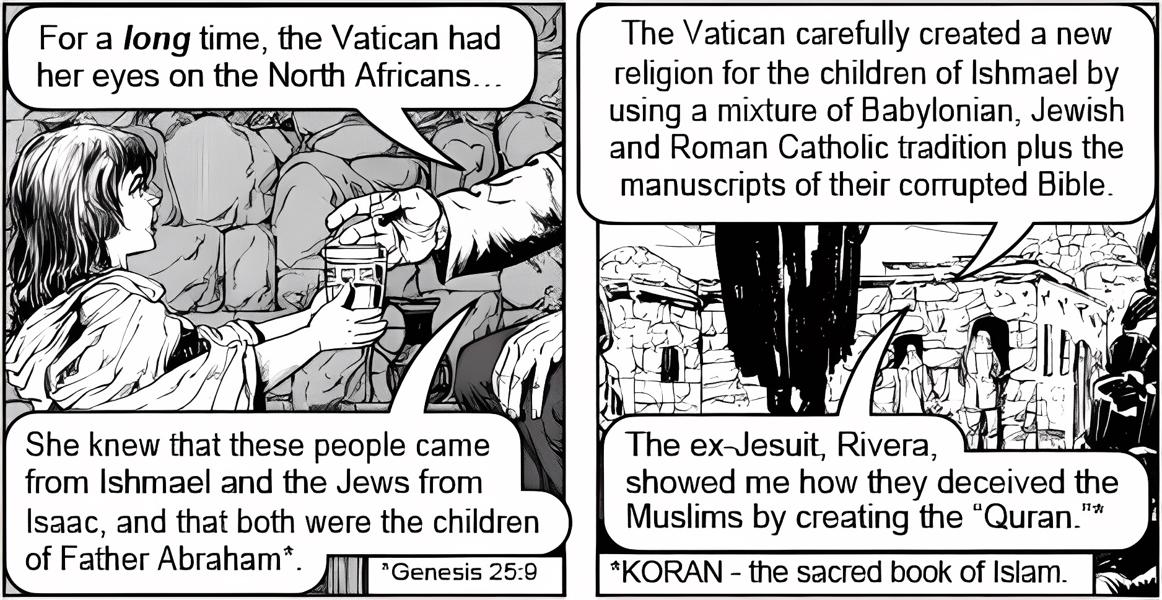 For a long time, the Vatican had
her eyes on the North Africans...
She knew that these people came
from Ishmael and the Jews from
Isaac, and that both were the children
of Father Abraham*.
*Genesis 25:9
The Vatican carefully created a new
religion for the children of Ishmael by
using a mixture of Babylonian, Jewish
and Roman Catholic tradition plus the
manuscripts of their corrupted Bible.
The ex-Jesuit, Rivera,
showed me how they deceived the
Muslims by creating the "Quran."*
*KORAN - the sacred book of Islam.